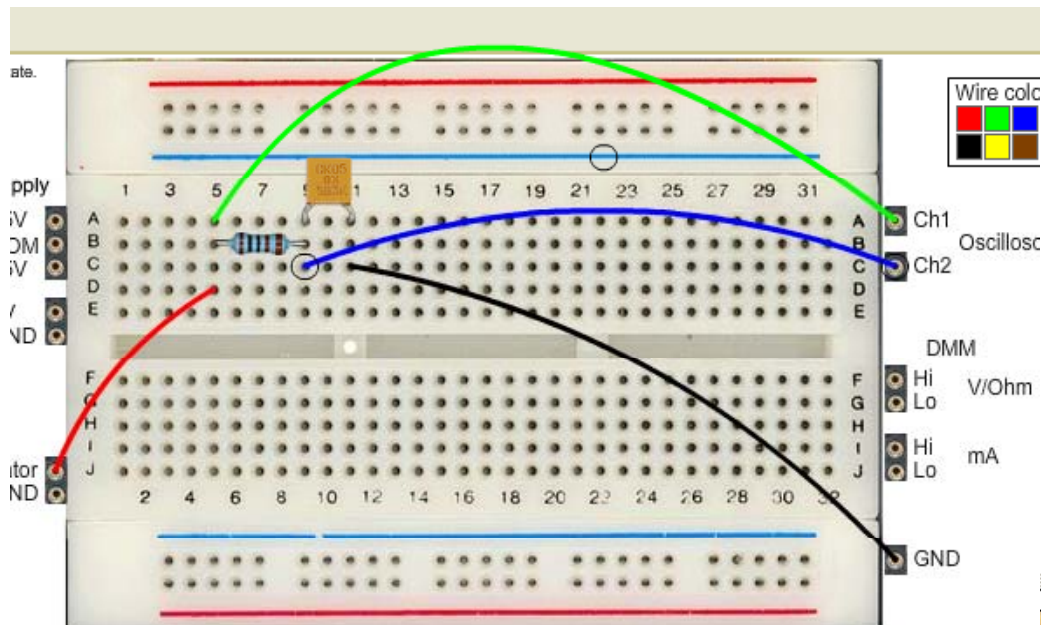 ate.
Wire colo
pply
1 3 5 7 9 11 13 15 17 19 21 23 25 27 29 31
A A
B B
C C
D D
E E
5V
OM
5V
V
ND
Ch1
Oscillosc
Ch2
DMM
F F
G G
H H
I I
J J
Hi
Lo
V/Ohm
Hi
Lo
mA
ator
ND
2 4 6 8 10 12 14 16 18 20 22 24 26 28 30 32
GND